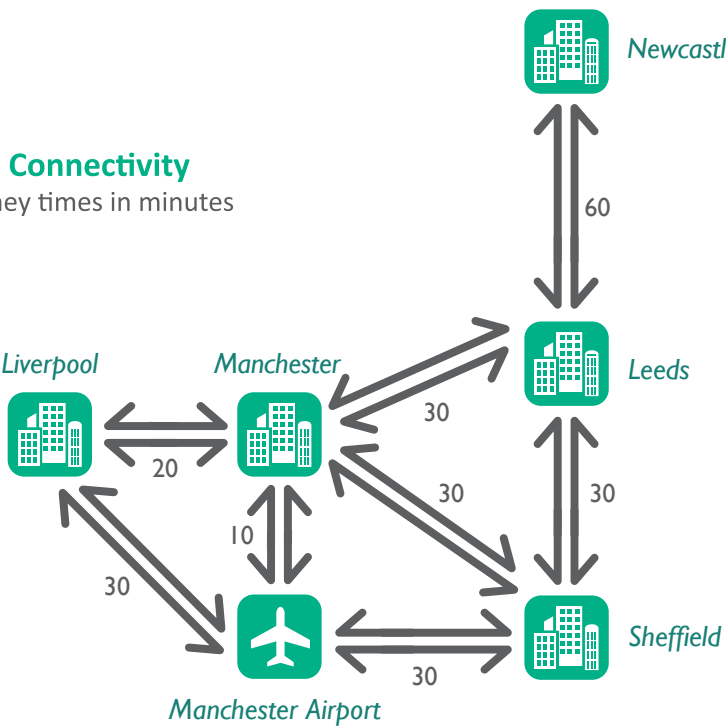 Newcastl
Connectivity
ney times in minutes
60
Liverpool
Manchester
Leeds
30
20
30
30
10
30
Sheffield
30
Manchester Airport